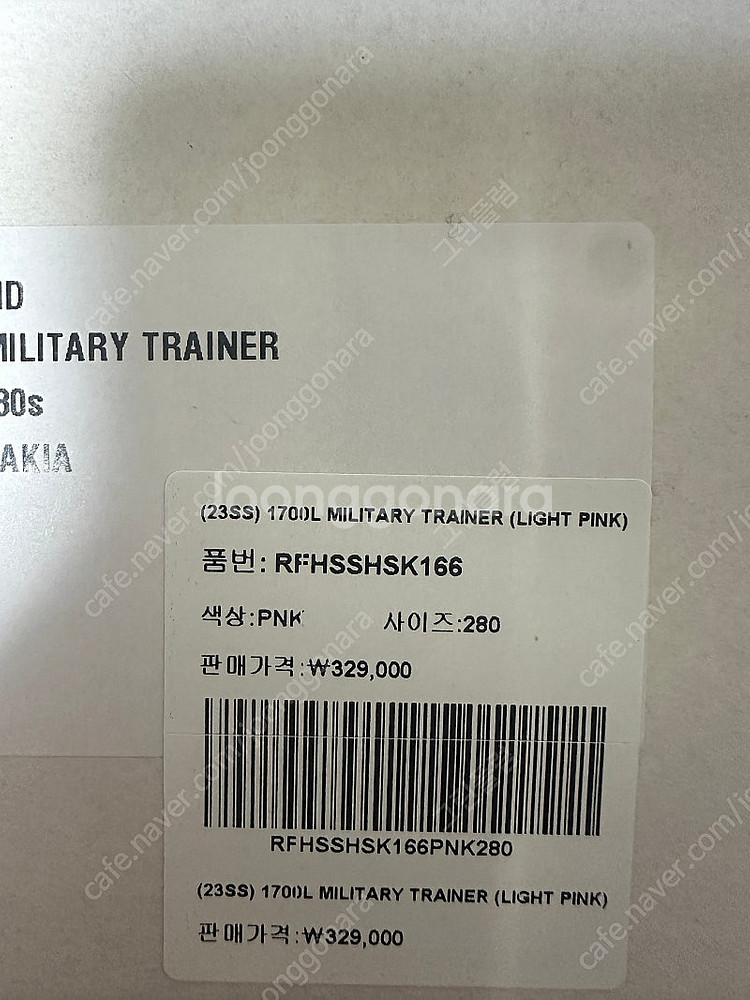 ID
MILITARY TRAINER
80s
AKIA
Joonggonara
(23SS) 1700L MILITARY TRAINER (LIGHT PINK)
품번: RFHSSHSK166
색상:PNK 사이즈:280
판매가격:₩329,000
RFHSSHSK166PNK280
(23SS) 1700L MILITARY TRAINER (LIGHT PINK)
판매가격:₩329,000
cafe.naver.com/joonggonara